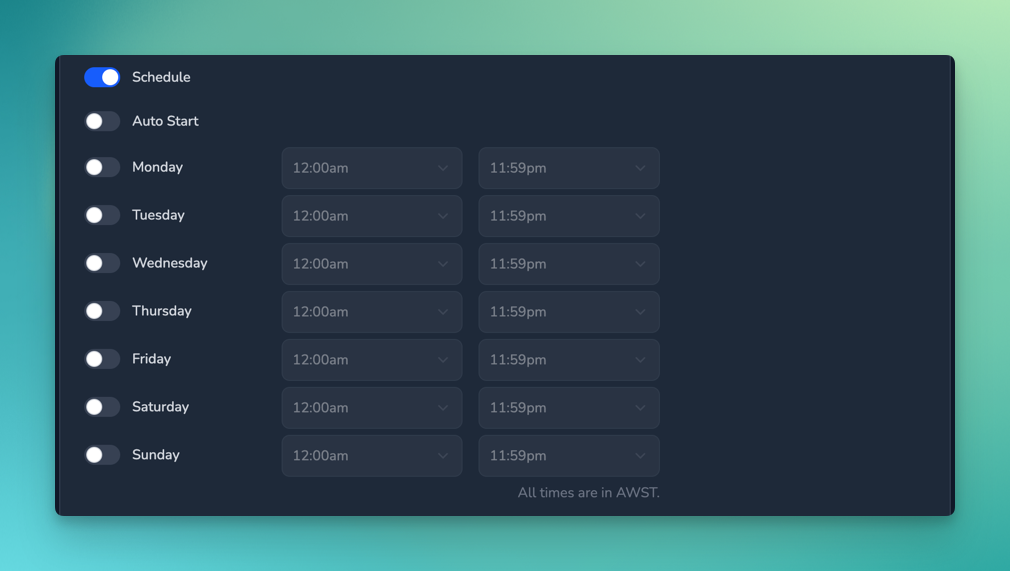 Schedule
Auto Start
Monday 12:00am 11:59pm
Tuesday 12:00am 11:59pm
Wednesday 12:00am 11:59pm
Thursday 12:00am 11:59pm
Friday 12:00am 11:59pm
Saturday 12:00am 11:59pm
Sunday 12:00am 11:59pm
All times are in AWST.